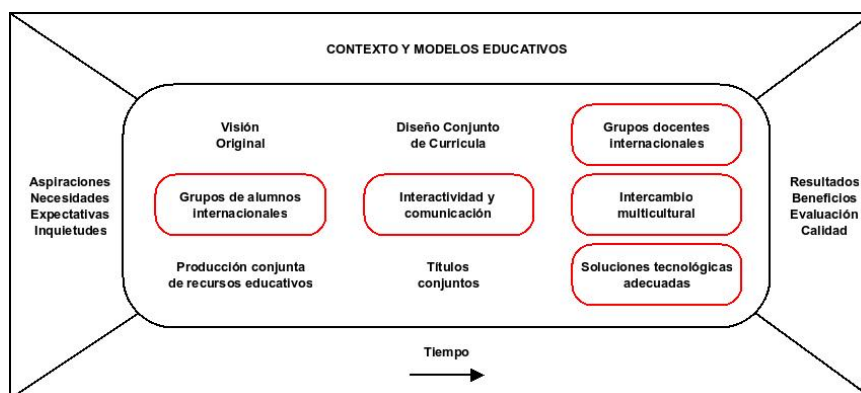 CONTEXTO Y MODELOS EDUCATIVOS
Aspiraciones
Necesidades
Expectativas
Inquietudes
Visión
Original
Diseño Conjunto
de Curricula
Grupos docentes
internacionales
Grupos de alumnos
internacionales
Interactividad y
comunicación
Intercambio
multicultural
Producción conjunta
de recursos educativos
Títulos
conjuntos
Soluciones tecnológicas
adecuadas
Resultados
Beneficios
Evaluación
Calidad
Tiempo